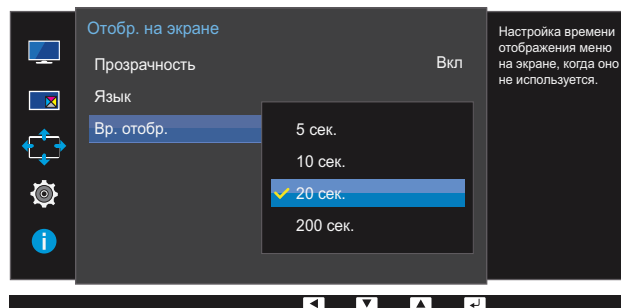 Отобр. на экране
Прозрачность Вкл
Язык
Вр. отобр.
5 сек.
10 сек.
20 сек.
200 сек.
Настройка времени
отображения меню
на экране, когда оно
не используется.